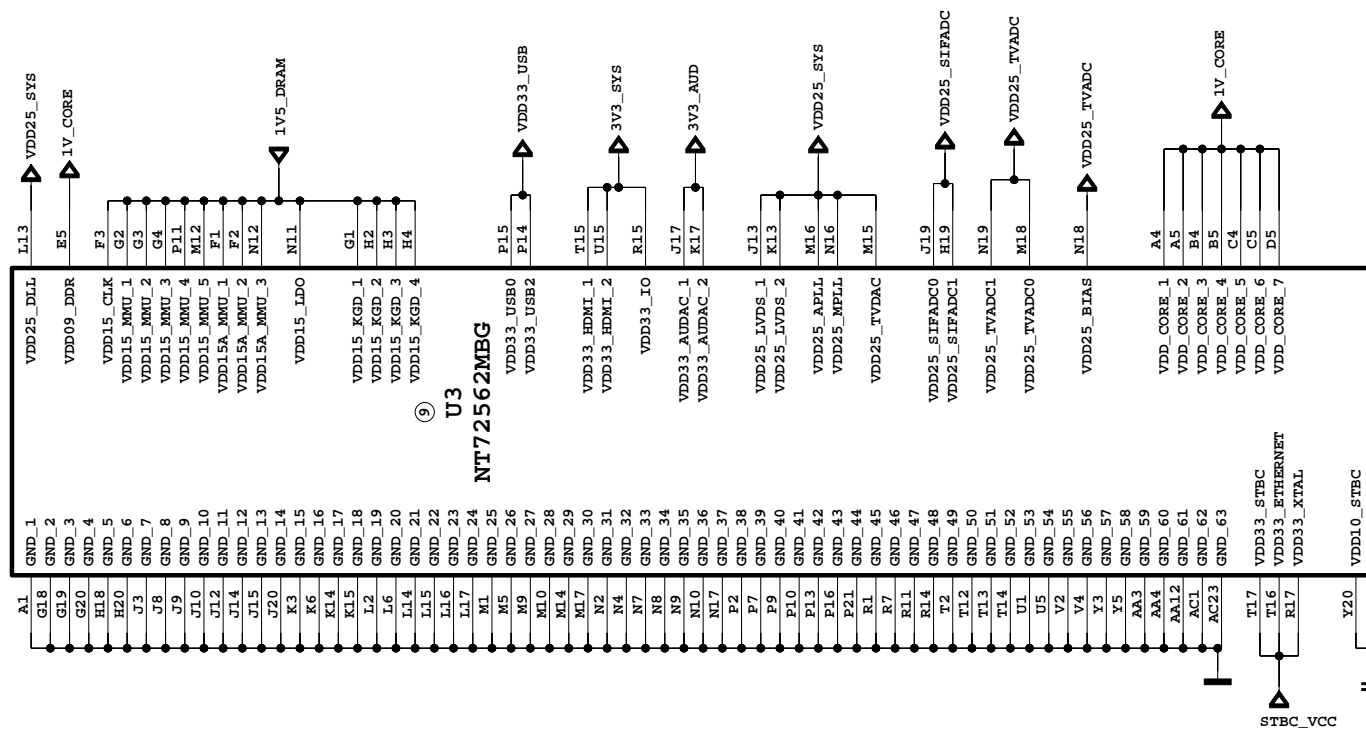 VDD25_SYS
1V_CORE
1V5_DRAM
VDD33_USB
3V3_SYS
3V3_AUD
VDD25_SYS
VDD25_SIFADC
VDD25_TVADC
VDD25_TVADC
1V_CORE
L13
E5
F3
G2
G3
G4
P11
M12
F1
F2
N12
N11
G1
H2
H3
H4
P15
P14
T15
U15
R15
J17
K17
J13
K13
M16
N16
M15
J19
H19
N19
M18
N18
A4
A5
B4
B5
C4
C5
D5
VDD25_DLL
VDD09_DDR
VDD15_CLK
VDD15_MMU_1
VDD15_MMU_2
VDD15_MMU_3
VDD15_MMU_4
VDD15_MMU_5
VDD15A_MMU_1
VDD15A_MMU_2
VDD15A_MMU_3
VDD15_LDO
VDD15_KGD_1
VDD15_KGD_2
VDD15_KGD_3
VDD15_KGD_4
VDD33_USB0
VDD33_USB2
VDD33_HDMI_1
VDD33_HDMI_2
VDD33_IO
VDD33_AUDAC_1
VDD33_AUDAC_2
VDD25_LVDS_1
VDD25_LVDS_2
VDD25_APLL
VDD25_MPLL
VDD25_TVDAC
VDD25_SIFADC0
VDD25_SIFADC1
VDD25_TVADC1
VDD25_TVADC0
VDD25_BIAS
VDD_CORE_1
VDD_CORE_2
VDD_CORE_3
VDD_CORE_4
VDD_CORE_5
VDD_CORE_6
VDD_CORE_7
9
U3
NT72562MBG
GND_1
GND_2
GND_3
GND_4
GND_5
GND_6
GND_7
GND_8
GND_9
GND_10
GND_11
GND_12
GND_13
GND_14
GND_15
GND_16
GND_17
GND_18
GND_19
GND_20
GND_21
GND_22
GND_23
GND_24
GND_25
GND_26
GND_27
GND_28
GND_29
GND_30
GND_31
GND_32
GND_33
GND_34
GND_35
GND_36
GND_37
GND_38
GND_39
GND_40
GND_41
GND_42
GND_43
GND_44
GND_45
GND_46
GND_47
GND_48
GND_49
GND_50
GND_51
GND_52
GND_53
GND_54
GND_55
GND_56
GND_57
GND_58
GND_59
GND_60
GND_61
GND_62
GND_63
VDD33_STBC
VDD33_ETHERNET
VDD33_XTAL
VDD10_STBC
A1
G18
G19
G20
H18
H20
J3
J8
J9
J10
J12
J14
J15
J20
K3
K6
K14
K15
L2
L6
L14
L15
L16
L17
M1
M5
M9
M10
M14
M17
N2
N4
N7
N8
N9
N10
N17
P2
P7
P9
P10
P13
P16
P21
R1
R7
R11
R14
T2
T12
T13
T14
U1
U5
V2
V4
Y3
Y5
AA3
AA4
AA12
AC1
AC23
T17
T16
R17
Y20
STBC_VCC